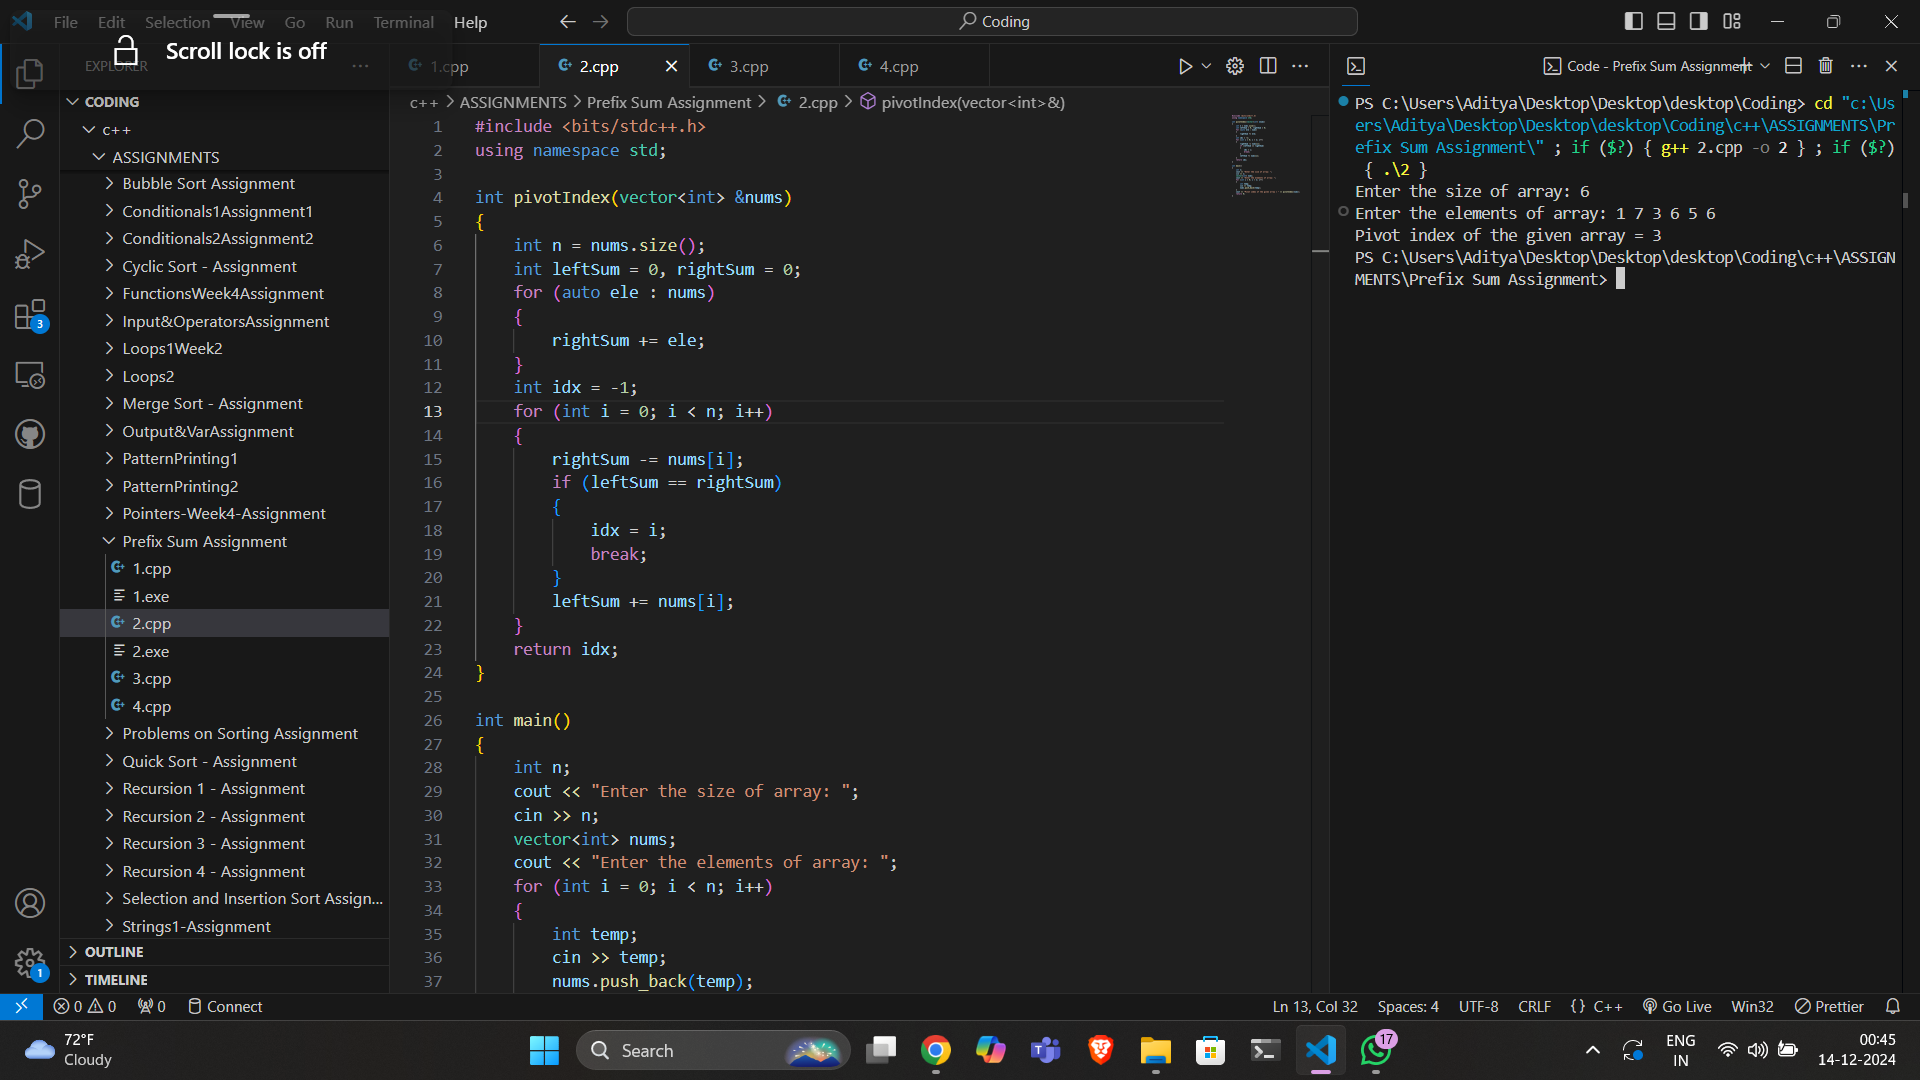 File Edit Selection View Go Run Terminal Help
Coding
Scroll lock is off
EXPLORER
1.cpp
2.cpp
3.cpp
4.cpp
Code - Prefix Sum Assignment
CODING
c++
ASSIGNMENTS
Bubble Sort Assignment
Conditionals1Assignment1
Conditionals2Assignment2
Cyclic Sort - Assignment
FunctionsWeek4Assignment
Input&OperatorsAssignment
Loops1Week2
Loops2
Merge Sort - Assignment
Output&VarAssignment
PatternPrinting1
PatternPrinting2
Pointers-Week4-Assignment
Prefix Sum Assignment
1.cpp
1.exe
2.cpp
2.exe
3.cpp
4.cpp
Problems on Sorting Assignment
Quick Sort - Assignment
Recursion 1 - Assignment
Recursion 2 - Assignment
Recursion 3 - Assignment
Recursion 4 - Assignment
Selection and Insertion Sort Assign...
Strings1-Assignment
OUTLINE
TIMELINE
3
1
c++ > ASSIGNMENTS > Prefix Sum Assignment > 2.cpp > pivotIndex(vector<int>&)
1 #include <bits/stdc++.h>
2 using namespace std;
3
4 int pivotIndex(vector<int> &nums)
5 {
6 int n = nums.size();
7 int leftSum = 0, rightSum = 0;
8 for (auto ele : nums)
9 {
10 rightSum += ele;
11 }
12 int idx = -1;
13 for (int i = 0; i < n; i++)
14 {
15 rightSum -= nums[i];
16 if (leftSum == rightSum)
17 {
18 idx = i;
19 break;
20 }
21 leftSum += nums[i];
22 }
23 return idx;
24 }
25
26 int main()
27 {
28 int n;
29 cout << "Enter the size of array: ";
30 cin >> n;
31 vector<int> nums;
32 cout << "Enter the elements of array: ";
33 for (int i = 0; i < n; i++)
34 {
35 int temp;
36 cin >> temp;
37 nums.push_back(temp);
PS C:\Users\Aditya\Desktop\Desktop\desktop\Coding> cd "c:\Us
ers\Aditya\Desktop\Desktop\desktop\Coding\c++\ASSIGNMENTS\Pr
efix Sum Assignment\" ; if ($?) { g++ 2.cpp -o 2 } ; if ($?)
{ .\2 }
Enter the size of array: 6
Enter the elements of array: 1 7 3 6 5 6
Pivot index of the given array = 3
PS C:\Users\Aditya\Desktop\Desktop\desktop\Coding\c++\ASSIGN
MENTS\Prefix Sum Assignment>
0 0 0 Connect
Ln 13, Col 32 Spaces: 4 UTF-8 CRLF {} C++ Go Live Win32 Prettier
72°F
Cloudy
Search
17
ENG
IN
00:45
14-12-2024